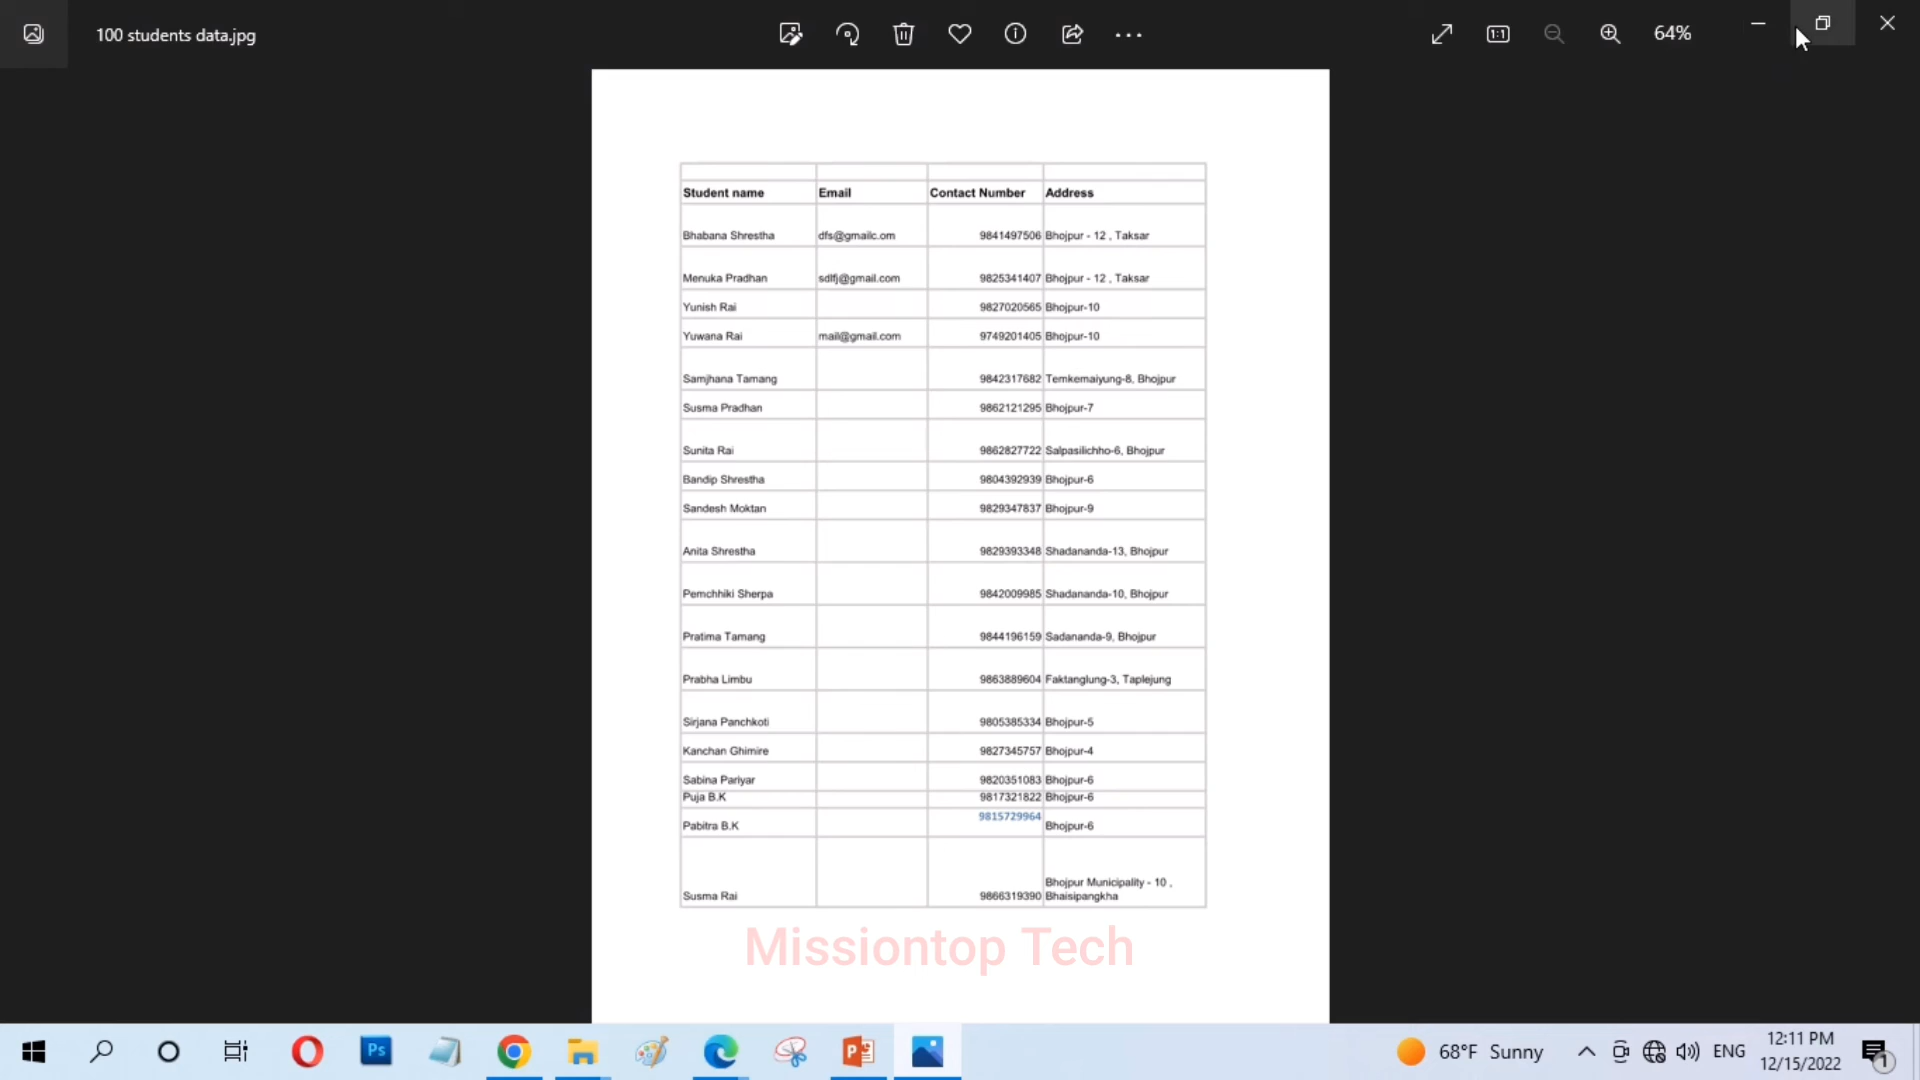 100 students data.jpg
64%
Student name Email Contact Number Address
Bhabana Shrestha dfs@gmailc.om 9841497506 Bhojpur - 12 , Taksar
Menuka Pradhan sdlfj@gmail.com 9825341407 Bhojpur - 12 , Taksar
Yunish Rai 9827020565 Bhojpur-10
Yuwana Rai mail@gmail.com 9749201405 Bhojpur-10
Samjhana Tamang 9842317682 Temkemaiyung-8, Bhojpur
Susma Pradhan 9862121295 Bhojpur-7
Sunita Rai 9862827722 Salpasilichho-6, Bhojpur
Bandip Shrestha 9804392939 Bhojpur-6
Sandesh Moktan 9829347837 Bhojpur-9
Anita Shrestha 9829393348 Shadananda-13, Bhojpur
Pemchhiki Sherpa 9842009985 Shadananda-10, Bhojpur
Pratima Tamang 9844196159 Sadananda-9, Bhojpur
Prabha Limbu 9863889604 Faktanglung-3, Taplejung
Sirjana Panchkoti 9805385334 Bhojpur-5
Kanchan Ghimire 9827345757 Bhojpur-4
Sabina Pariyar 9820351083 Bhojpur-6
Puja B.K 9817321822 Bhojpur-6
Pabitra B.K 9815729964 Bhojpur-6
Susma Rai 9866319390 Bhojpur Municipality - 10 ,
Bhaisipangkha
Missiontop Tech
68°F Sunny
ENG
12:11 PM
12/15/2022
1